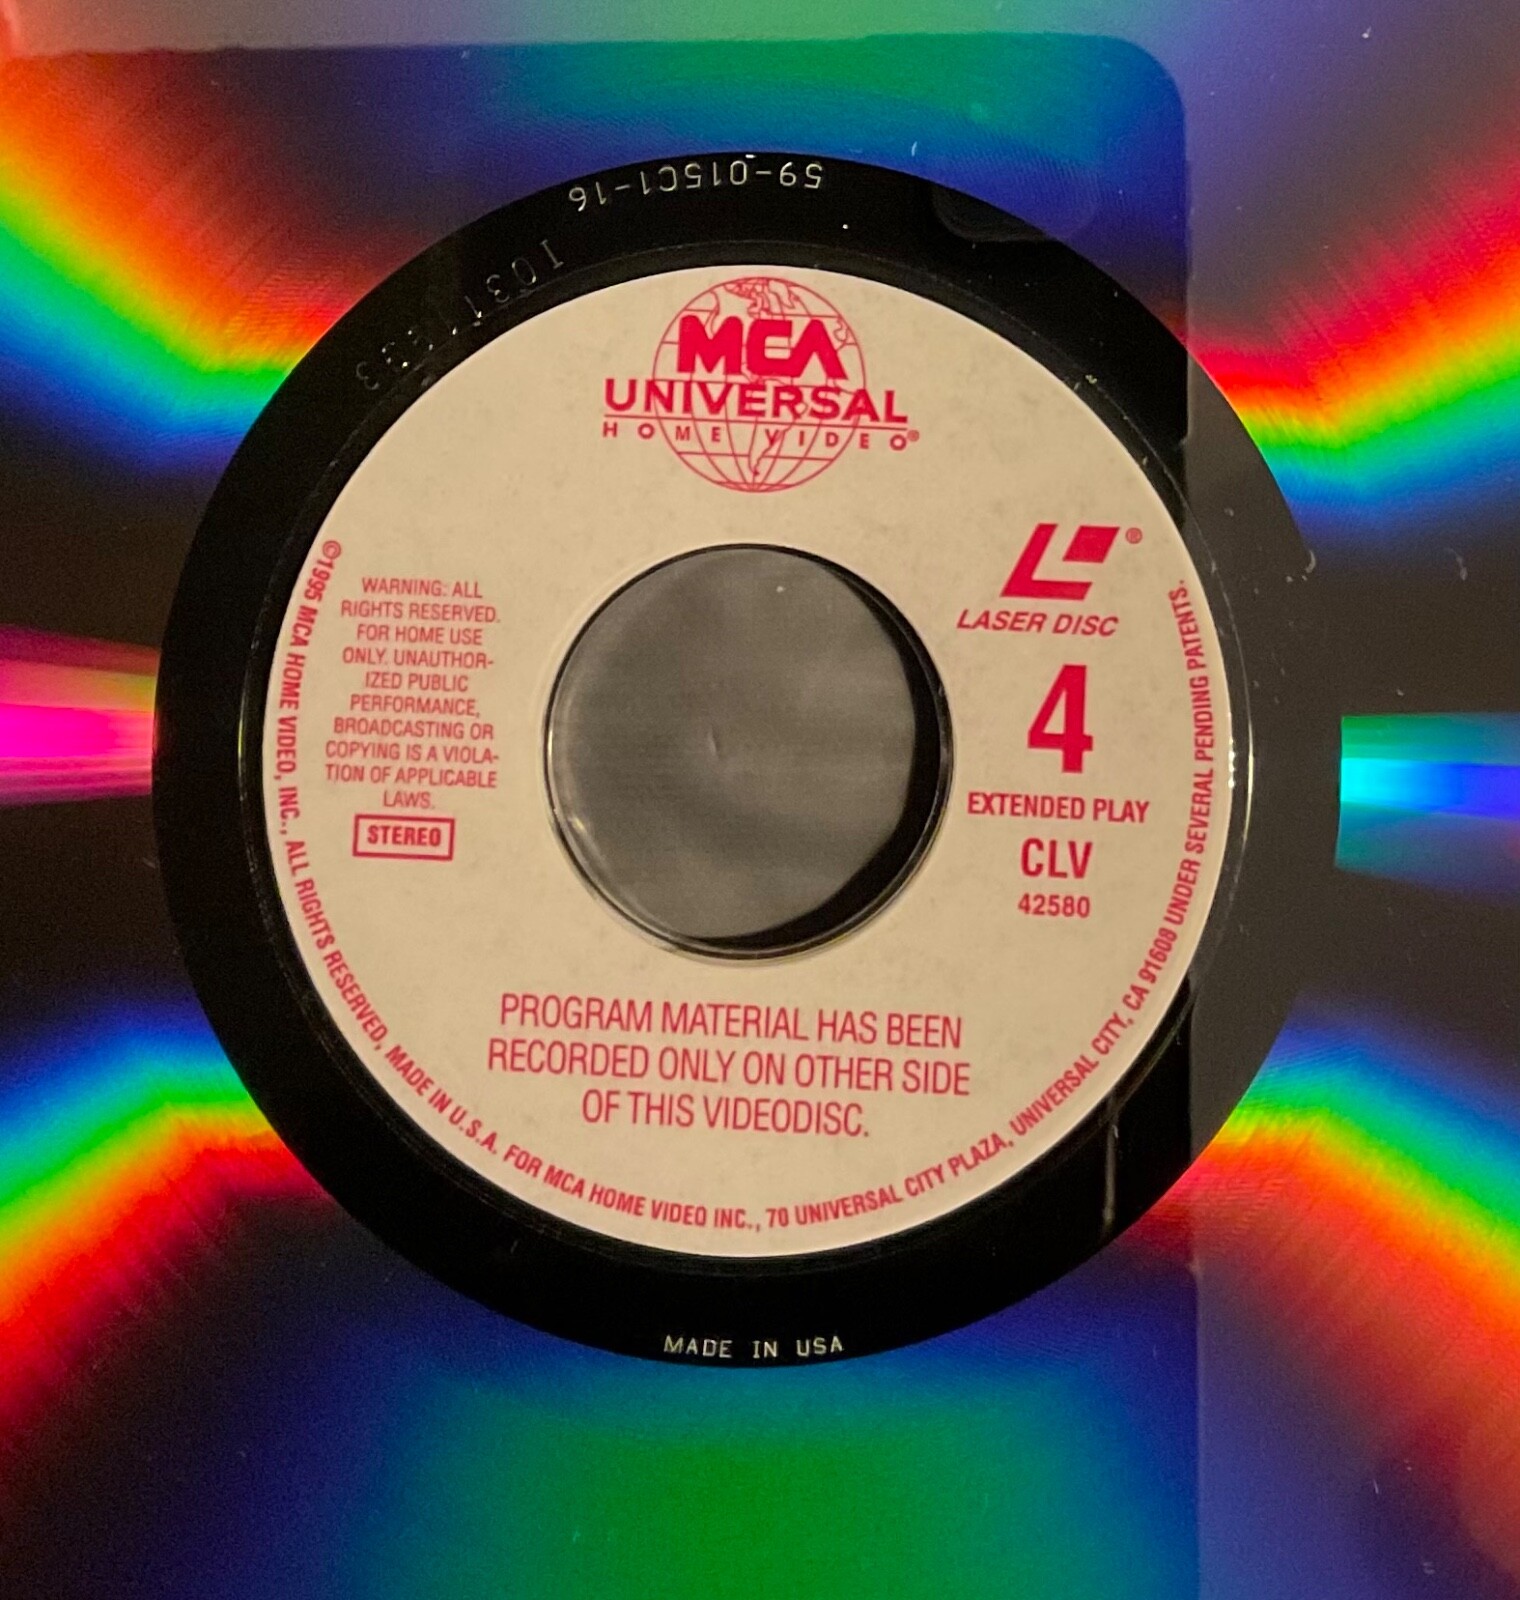 59-015C1-16
MCA
UNIVERSAL
HOME VIDEO®
®
LASER DISC
4
EXTENDED PLAY
CLV
42580
WARNING: ALL
RIGHTS RESERVED.
FOR HOME USE
ONLY. UNAUTHOR-
IZED PUBLIC
PERFORMANCE,
BROADCASTING OR
COPYING IS A VIOLA-
TION OF APPLICABLE
LAWS.
STEREO
PROGRAM MATERIAL HAS BEEN
RECORDED ONLY ON OTHER SIDE
OF THIS VIDEODISC.
©1995 MCA HOME VIDEO, INC., ALL RIGHTS RESERVED, MADE IN U.S.A. FOR MCA HOME VIDEO INC., 70 UNIVERSAL CITY PLAZA, UNIVERSAL CITY, CA 91608 UNDER SEVERAL PENDING PATENTS.
MADE IN USA